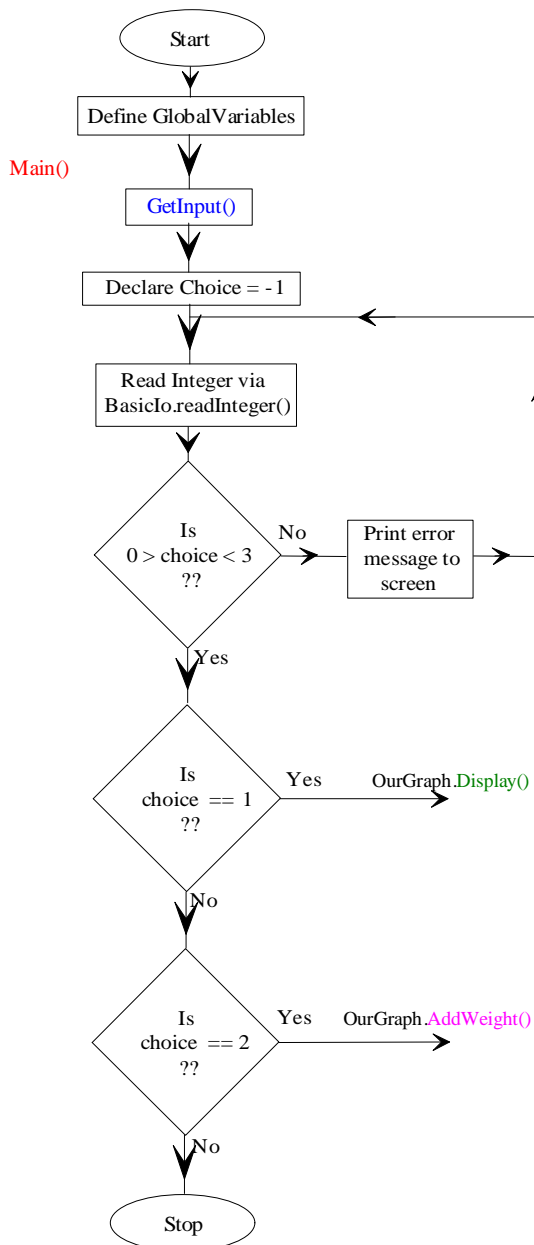 Start
Define GlobalVariables
Main()
GetInput()
Declare Choice = -1
Read Integer via
BasicIo.readInteger()
Is
0 > choice < 3
??
No
Print error
message to
screen
Yes
Is
choice == 1
??
Yes
OurGraph.Display()
No
Is
choice == 2
??
Yes
OurGraph.AddWeight()
No
Stop